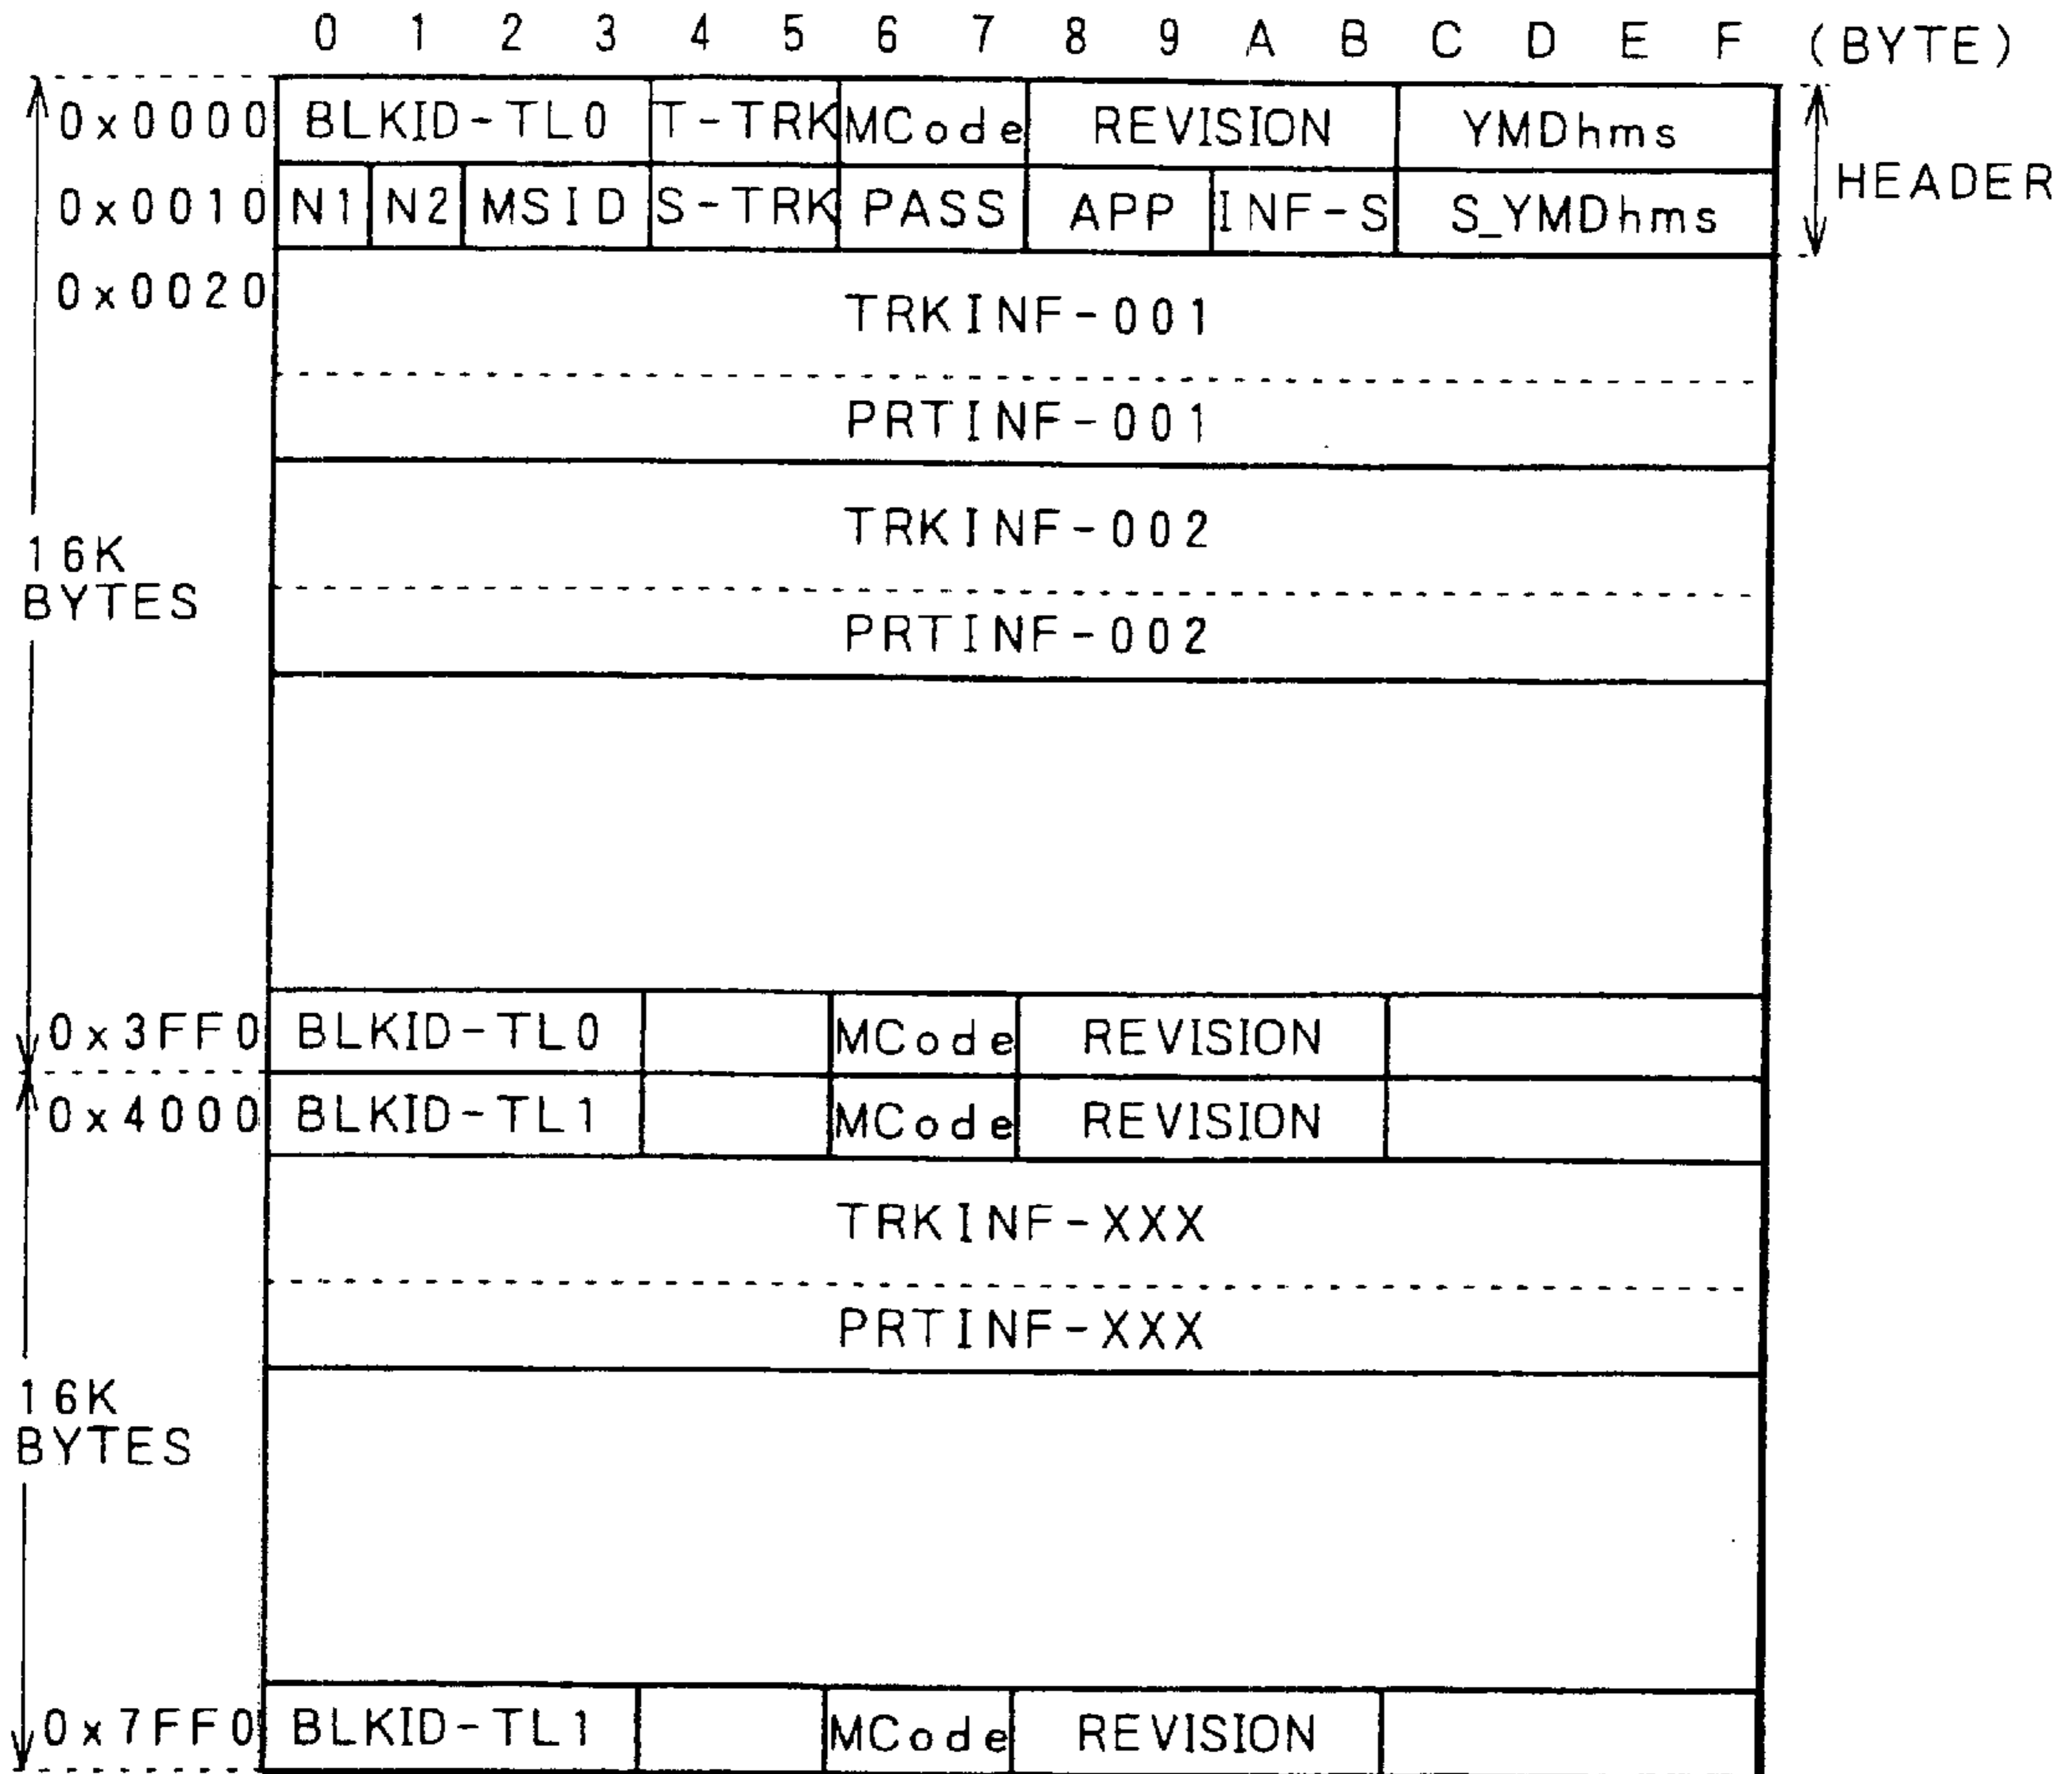 0 1 2 3 4 5 6 7 8 9 A B C D E F (BYTE)
0x0000 BLKID-TL0 T-TRK MCode REVISION YMDhms
0x0010 N1 N2 MSID S-TRK PASS APP INF-S S_YMDhms
HEADER
0x0020
TRKINF-001
PRTINF-001
TRKINF-002
16K
BYTES
PRTINF-002
0x3FF0 BLKID-TL0 MCode REVISION
0x4000 BLKID-TL1 MCode REVISION
TRKINF-XXX
PRTINF-XXX
16K
BYTES
0x7FF0 BLKID-TL1 MCode REVISION